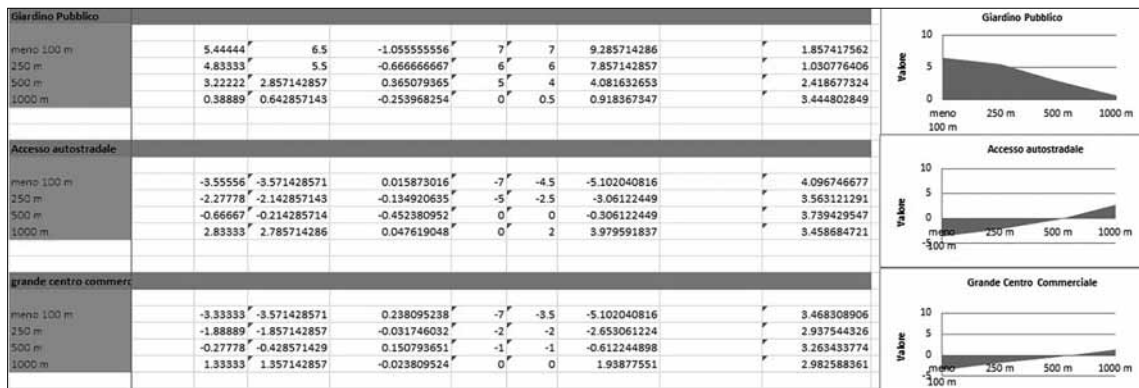 Giardino Pubblico
meno 100 m 5.44444 6.5 -1.055555556 7 7 9.285714286 1.857417562
250 m 4.83333 5.5 -0.666666667 6 6 7.857142857 1.030776406
500 m 3.22222 2.857142857 0.365079365 5 4 4.081632653 2.418677324
1000 m 0.38889 0.642857143 -0.253968254 0 0.5 0.918367347 3.444802849
Accesso autostradale
meno 100 m -3.55556 -3.571428571 0.015873016 -7 -4.5 -5.102040816 4.096746677
250 m -2.27778 -2.142857143 -0.134920635 -5 -2.5 -3.06122449 3.563121291
500 m -0.66667 -0.214285714 -0.452380952 0 0 -0.306122449 3.739429547
1000 m 2.83333 2.785714286 0.047619048 0 2 3.979591837 3.458684721
grande centro commerc
meno 100 m -3.33333 -3.571428571 0.238095238 -7 -3.5 -5.102040816 3.468308906
250 m -1.88889 -1.857142857 -0.031746032 -2 -2 -2.653061224 2.937544326
500 m -0.27778 -0.428571429 0.150793651 -1 -1 -0.612244898 3.263433774
1000 m 1.33333 1.357142857 -0.023809524 0 0 1.93877551 2.982588361
Giardino Pubblico
Valore
10
5
0
meno 250 m 500 m 1000 m
100 m
Accesso autostradale
Valore
10
5
0
meno 250 m 500 m 1000 m
-5 100 m
Grande Centro Commerciale
Valore
10
5
0
meno 250 m 500 m 1000 m
-5 100 m